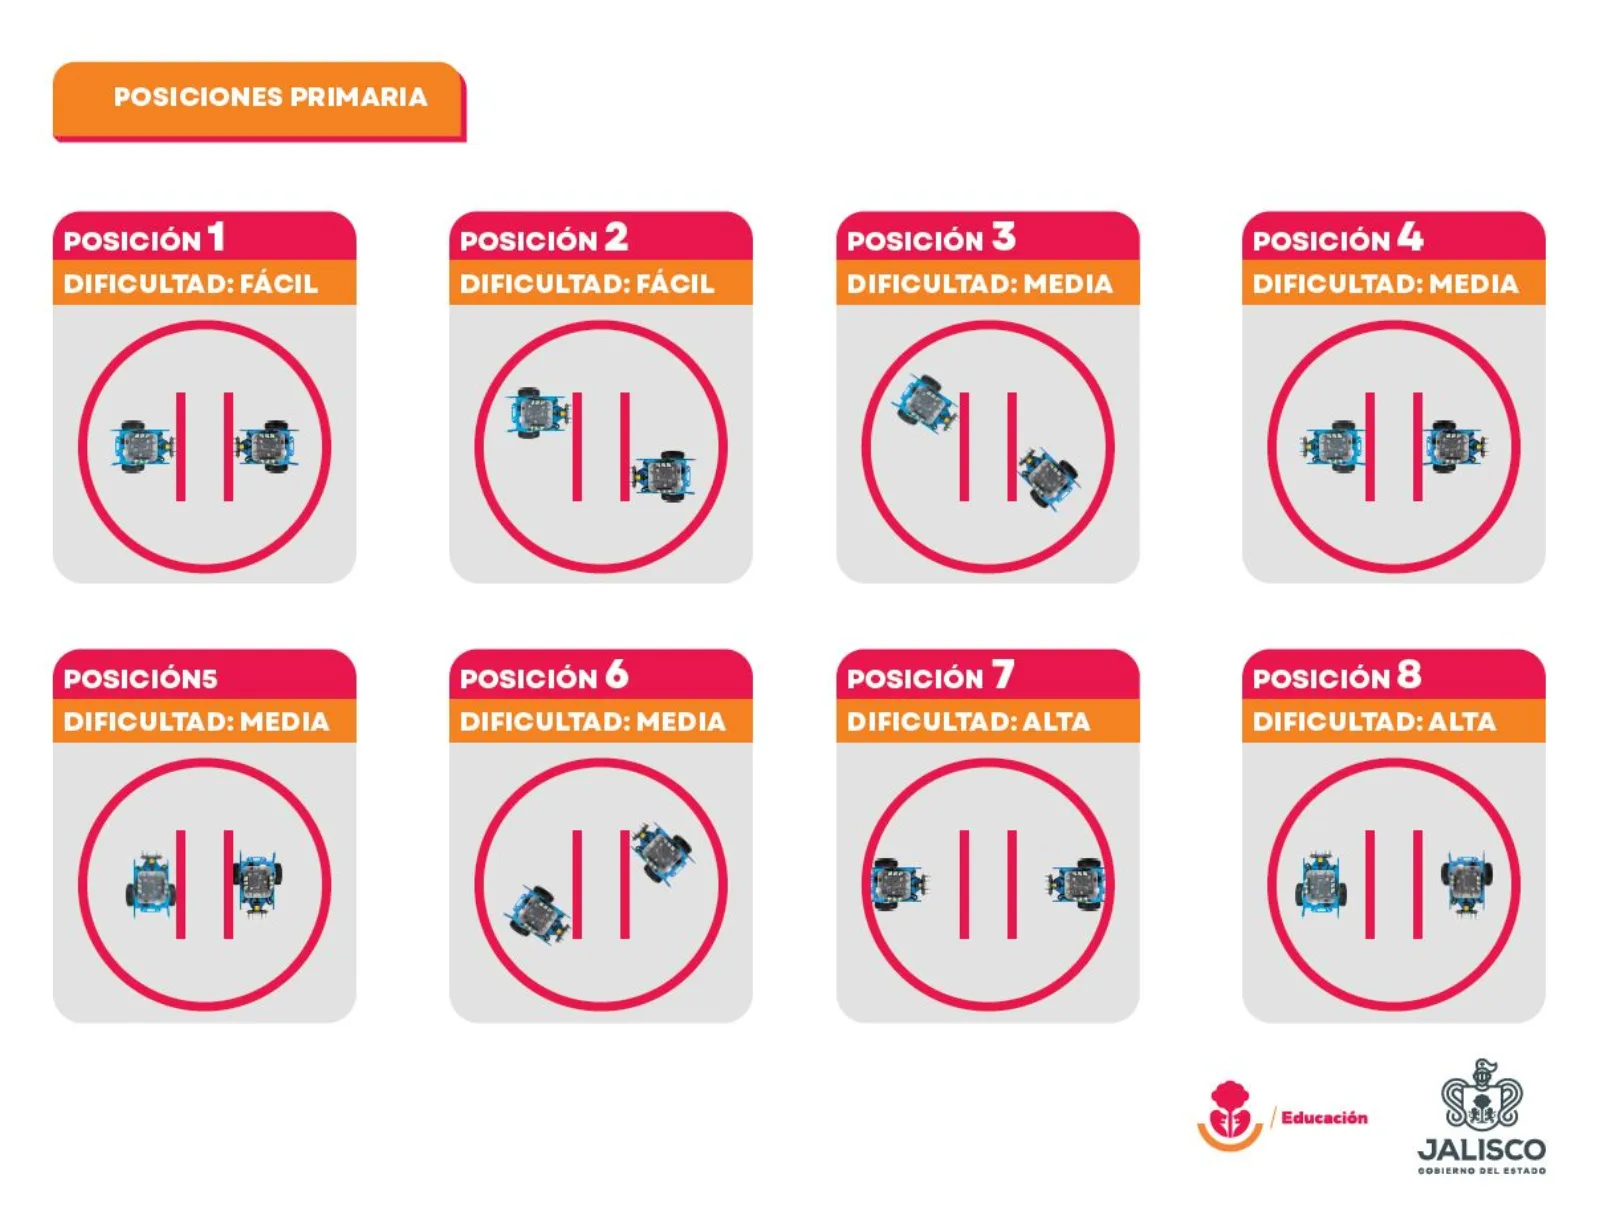 POSICIONES PRIMARIA
POSICIÓN 1
DIFICULTAD: FÁCIL
POSICIÓN 2
DIFICULTAD: FÁCIL
POSICIÓN 3
DIFICULTAD: MEDIA
POSICIÓN 4
DIFICULTAD: MEDIA
POSICIÓN5
DIFICULTAD: MEDIA
POSICIÓN 6
DIFICULTAD: MEDIA
POSICIÓN 7
DIFICULTAD: ALTA
POSICIÓN 8
DIFICULTAD: ALTA
Educación
JALISCO
GOBIERNO DEL ESTADO